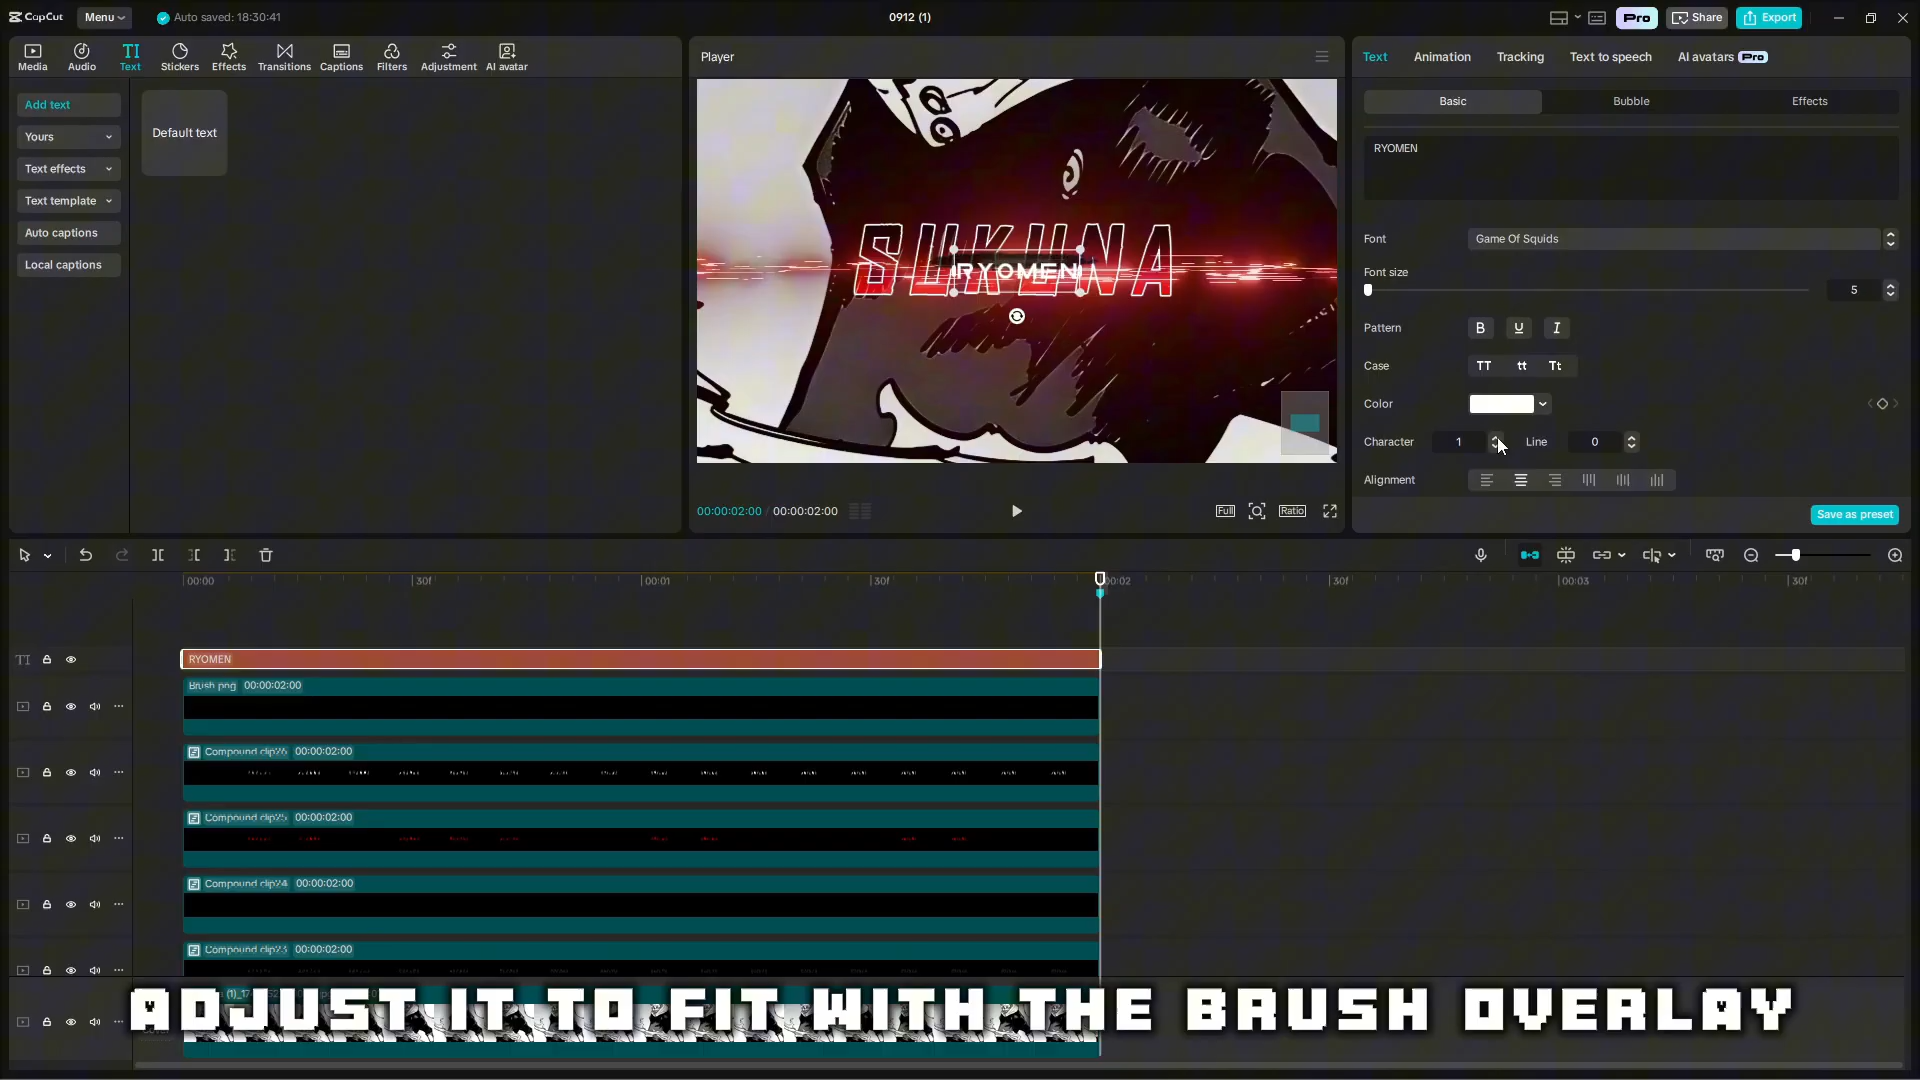 CapCut
Menu
Auto saved: 18:30:41
0912 (1)
Pro
Share
Export
Media
Audio
TI
Text
Stickers
Effects
Transitions
Captions
Filters
Adjustment
AI avatar
Add text
Yours
Text effects
Text template
Auto captions
Local captions
Default text
Player
SUKUNA
RYOMEN
00:00:02:00 / 00:00:02:00
Full
Ratio
Text
Animation
Tracking
Text to speech
AI avatars Pro
Basic
Bubble
Effects
RYOMEN
Font
Game Of Squids
Font size
5
Pattern
B U I
Case
TT tt Tt
Color
Character
1
Line
0
Alignment
Save as preset
00:00
30f
00:01
30f
00:02
30f
00:03
30f
TI
RYOMEN
Brush png 00:00:02:00
Compound clip26 00:00:02:00
Compound clip25 00:00:02:00
Compound clip24 00:00:02:00
Compound clip23 00:00:02:00
ADJUST IT TO FIT WITH THE BRUSH OVERLAY